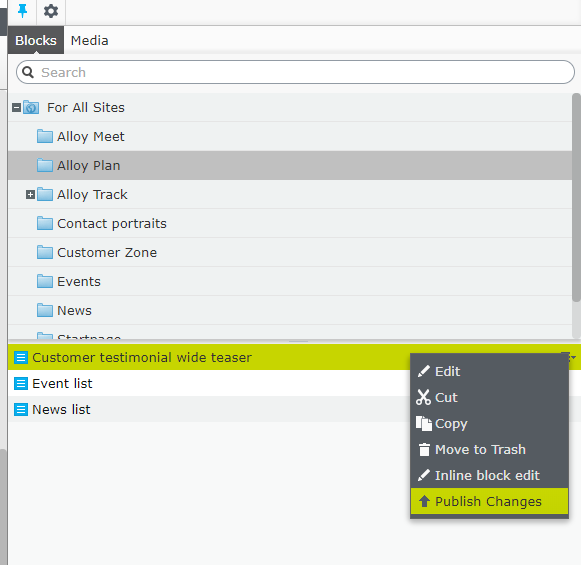 Blocks Media
Search
For All Sites
Alloy Meet
Alloy Plan
Alloy Track
Contact portraits
Customer Zone
Events
News
Startpage
Customer testimonial wide teaser
Event list
News list
Edit
Cut
Copy
Move to Trash
Inline block edit
Publish Changes